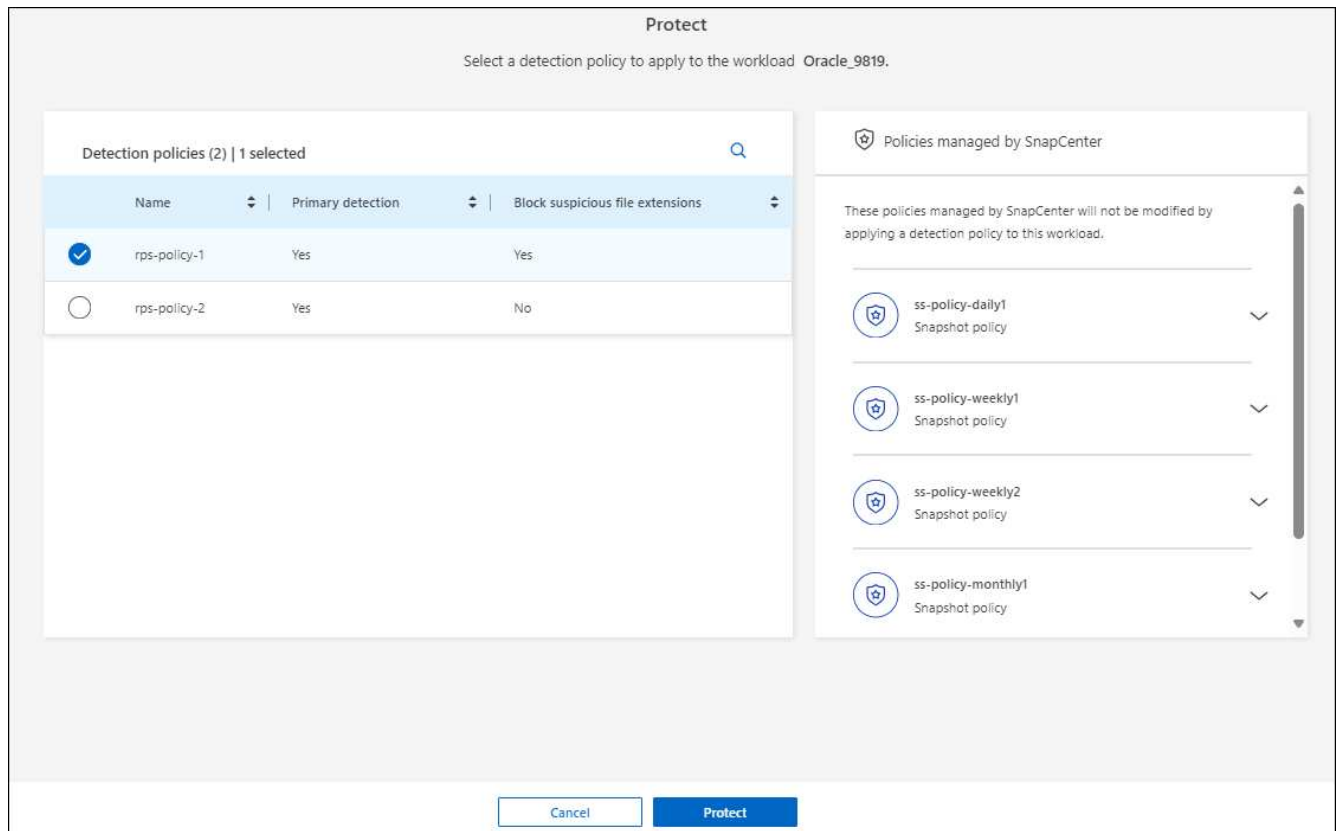 Protect
Select a detection policy to apply to the workload Oracle_9819.
Detection policies (2) | 1 selected
Name | Primary detection | Block suspicious file extensions
rps-policy-1 Yes Yes
rps-policy-2 Yes No
Policies managed by SnapCenter
These policies managed by SnapCenter will not be modified by
applying a detection policy to this workload.
ss-policy-daily1
Snapshot policy
ss-policy-weekly1
Snapshot policy
ss-policy-weekly2
Snapshot policy
ss-policy-monthly1
Snapshot policy
Cancel
Protect